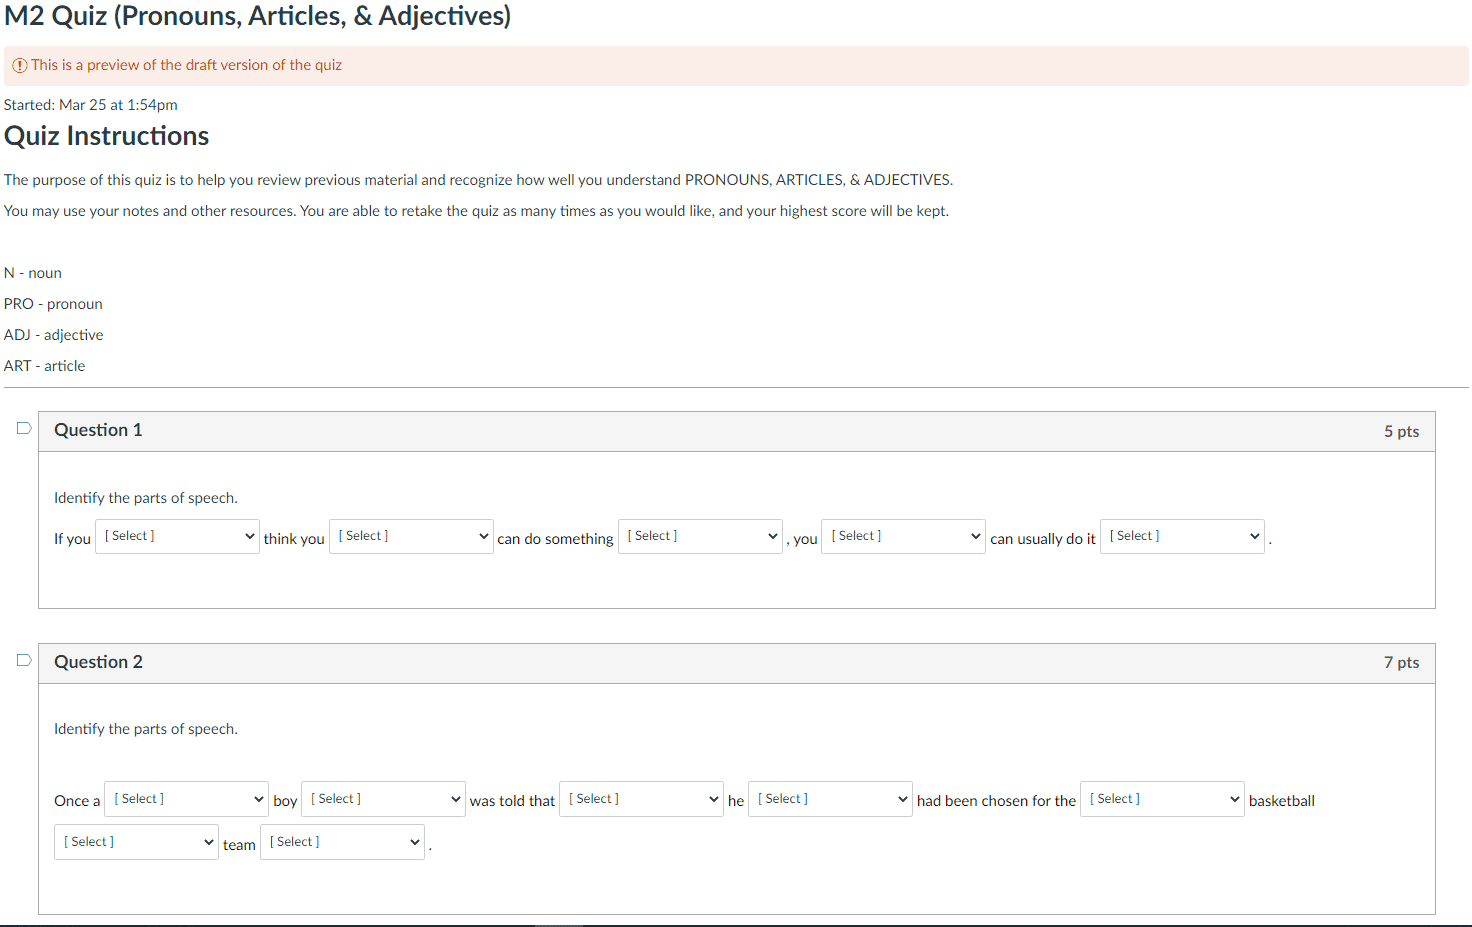 M2 Quiz (Pronouns, Articles, & Adjectives)
This is a preview of the draft version of the quiz
Started: Mar 25 at 1:54pm
Quiz Instructions
The purpose of this quiz is to help you review previous material and recognize how well you understand PRONOUNS, ARTICLES, & ADJECTIVES.
You may use your notes and other resources. You are able to retake the quiz as many times as you would like, and your highest score will be kept.
N - noun
PRO - pronoun
ADJ - adjective
ART - article
Question 1 5 pts
Identify the parts of speech.
If you [ Select ] think you [ Select ] can do something [ Select ] , you [ Select ] can usually do it [ Select ] .
Question 2 7 pts
Identify the parts of speech.
Once a [ Select ] boy [ Select ] was told that [ Select ] he [ Select ] had been chosen for the [ Select ] basketball
[ Select ] team [ Select ] .